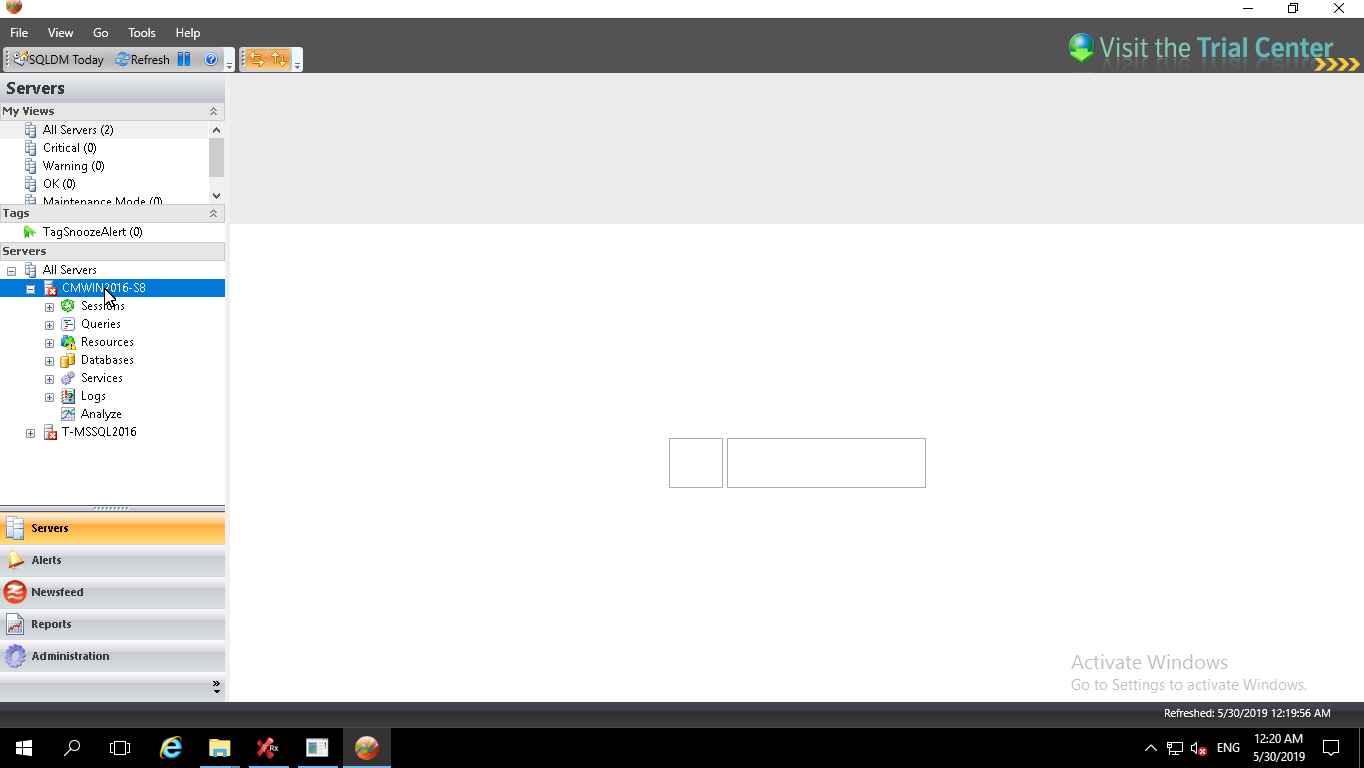 File View Go Tools Help
Visit the Trial Center
SQLDM Today Refresh
Servers
My Views
All Servers (2)
Critical (0)
Warning (0)
OK (0)
Maintenance Mode (0)
Tags
TagSnoozeAlert (0)
Servers
All Servers
CMWIN2016-S8
Sessions
Queries
Resources
Databases
Services
Logs
Analyze
T-MSSQL2016
Servers
Alerts
Newsfeed
Reports
Administration
Activate Windows
Go to Settings to activate Windows.
Refreshed: 5/30/2019 12:19:56 AM
Rx
ENG
12:20 AM
5/30/2019